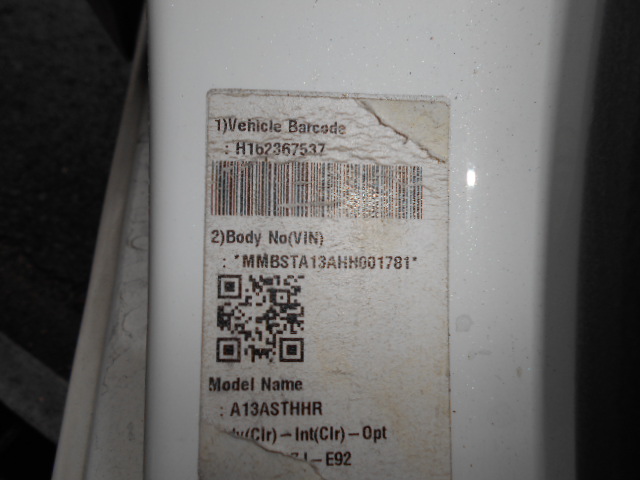 1)Vehicle Barcode
: H162367537
2)Body No(VIN)
: *MMBSTA13AHH001781*
Model Name
: A13ASTHHR
(Clr)-Int(Clr)-Opt
-E92